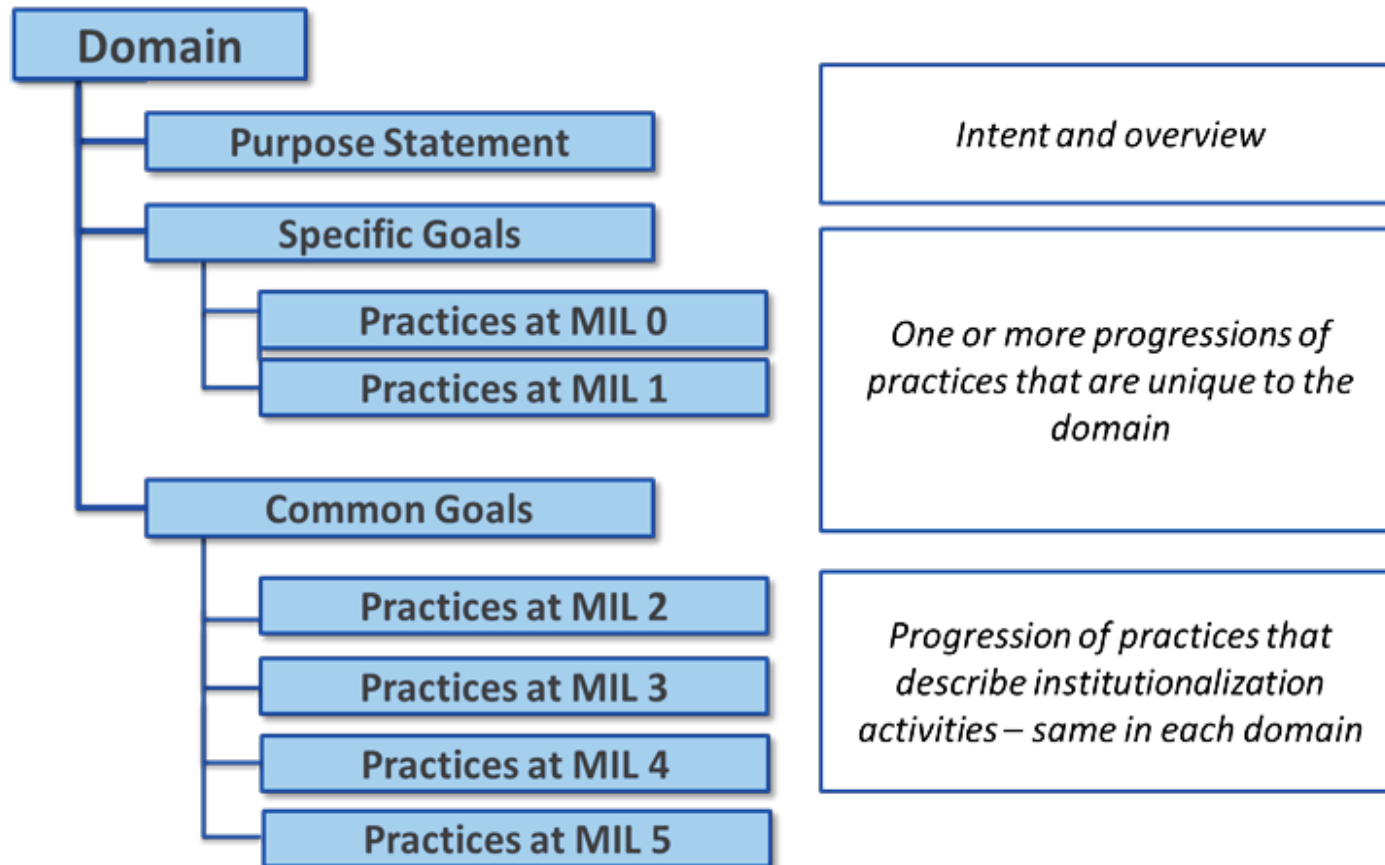 Domain
Purpose Statement
Intent and overview
Specific Goals
Practices at MIL 0
Practices at MIL 1
One or more progressions of
practices that are unique to the
domain
Common Goals
Practices at MIL 2
Practices at MIL 3
Practices at MIL 4
Practices at MIL 5
Progression of practices that
describe institutionalization
activities – same in each domain